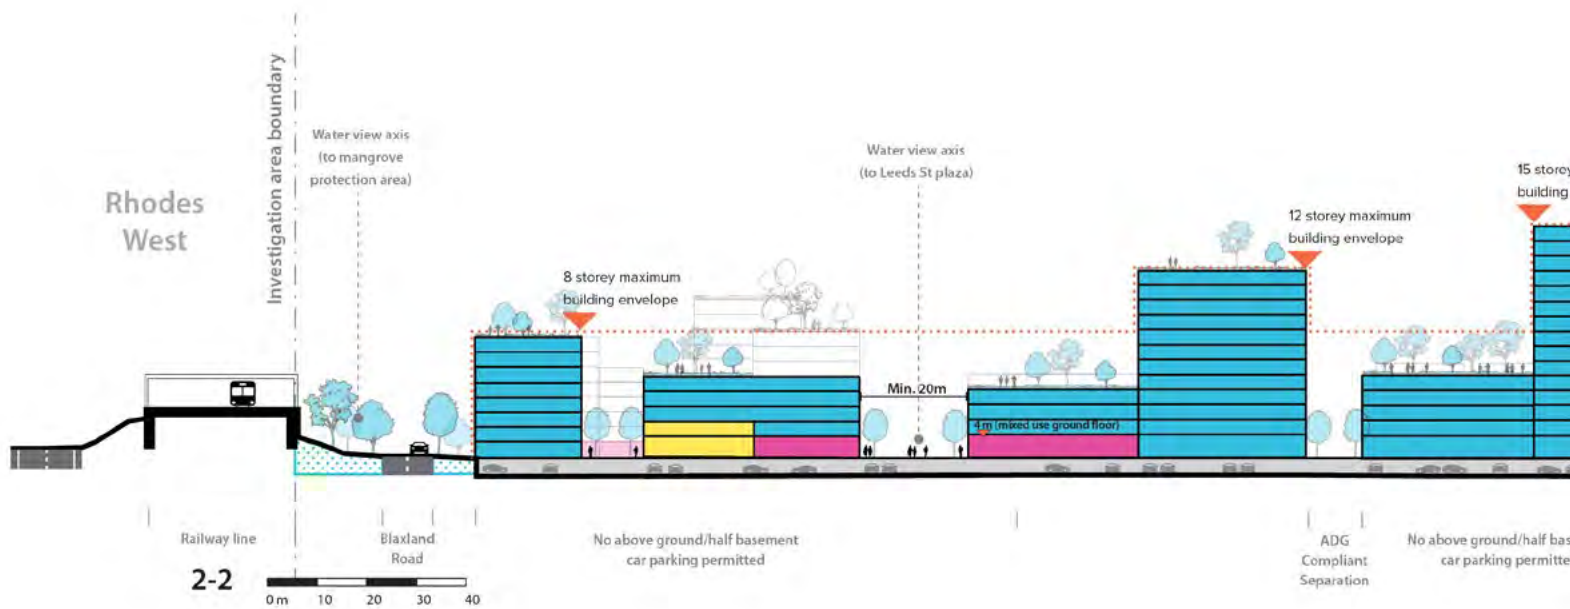 Rhodes
West
Investigation area boundary
Water view axis
(to mangrove
protection area)
8 storey maximum
building envelope
Water view axis
(to Leeds St plaza)
Min. 20m
4m (mixed use ground floor)
12 storey maximum
building envelope
15 storey
building
Railway line
Blaxland
Road
No above ground/half basement
car parking permitted
ADG
Compliant
Separation
No above ground/half bas
car parking permitte
2-2
0 m 10 20 30 40